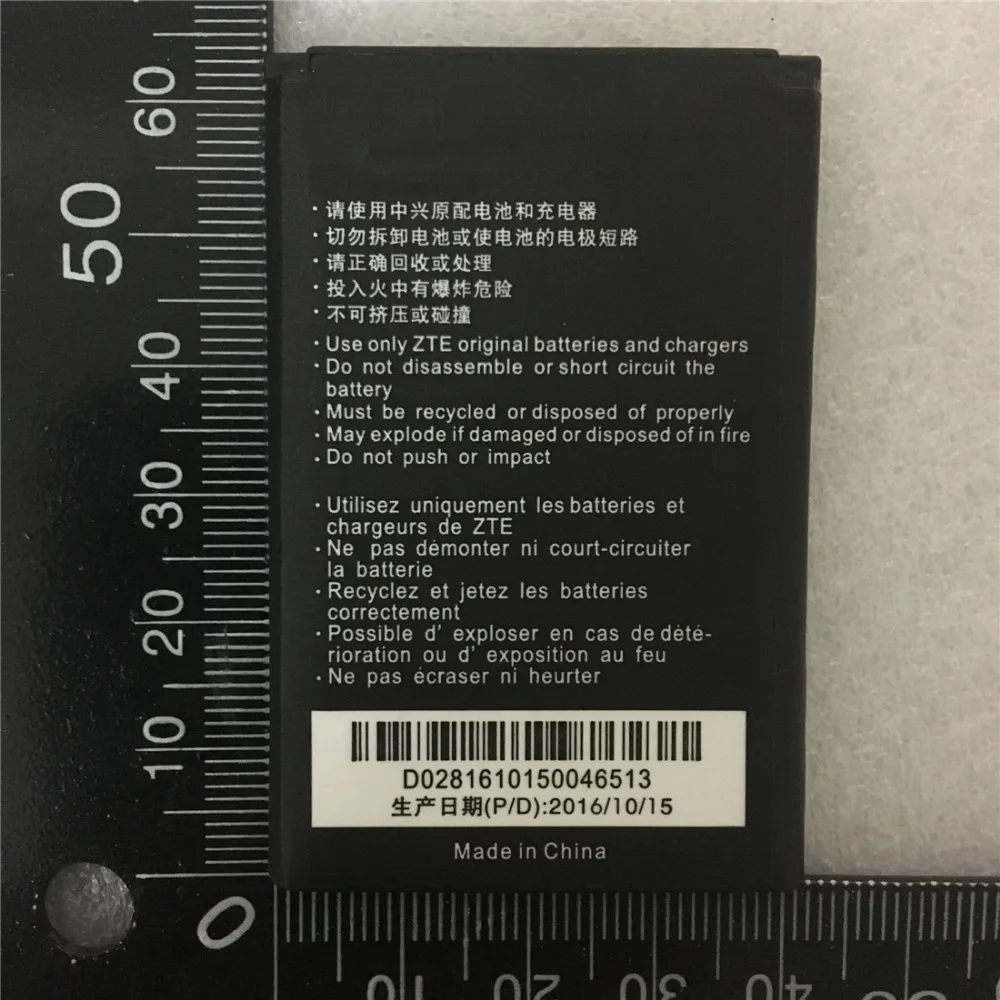 60
50
40
30
20
10
0
· 请使用中兴原配电池和充电器
· 切勿拆卸电池或使电池的电极短路
· 请正确回收或处理
· 投入火中有爆炸危险
· 不可挤压或碰撞
· Use only ZTE original batteries and chargers
· Do not disassemble or short circuit the
battery
· Must be recycled or disposed of properly
· May explode if damaged or disposed of in fire
· Do not push or impact
· Utilisez uniquement les batteries et
chargeurs de ZTE
· Ne pas démonter ni court-circuiter
la batterie
· Recyclez et jetez les batteries
correctement
· Possible d' exploser en cas de dété-
rioration ou d' exposition au feu
· Ne pas écraser ni heurter
D0281610150046513
生产日期(P/D):2016/10/15
Made in China
10 20 30 40